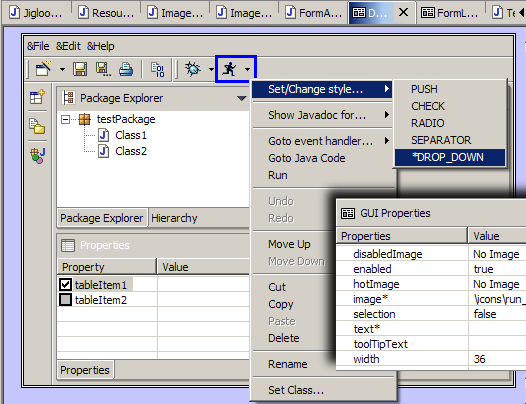 Jigloo...
Resou...
Image...
Image...
FormA...
D...
FormL...
Te
&File &Edit &Help
Package Explorer
testPackage
Class1
Class2
Package Explorer Hierarchy
Properties
Property Value
tableItem1
tableItem2
Properties
Set/Change style...
Show Javadoc for...
Goto event handler...
Goto Java Code
Run
Undo
Redo
Move Up
Move Down
Cut
Copy
Paste
Delete
Rename
Set Class...
PUSH
CHECK
RADIO
SEPARATOR
*DROP_DOWN
GUI Properties
Properties Value
disabledImage No Image
enabled true
hotImage No Image
image* \icons\run_
selection false
text*
toolTipText
width 36